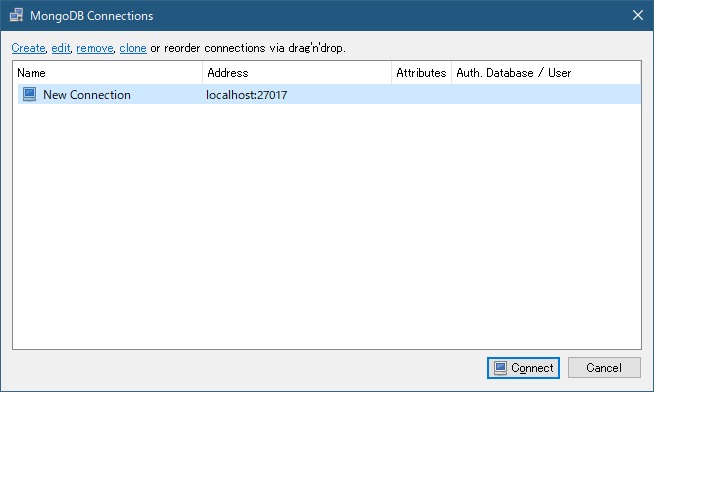 MongoDB Connections
Create, edit, remove, clone or reorder connections via drag'n'drop.
Name Address Attributes Auth. Database / User
New Connection localhost:27017
Connect Cancel